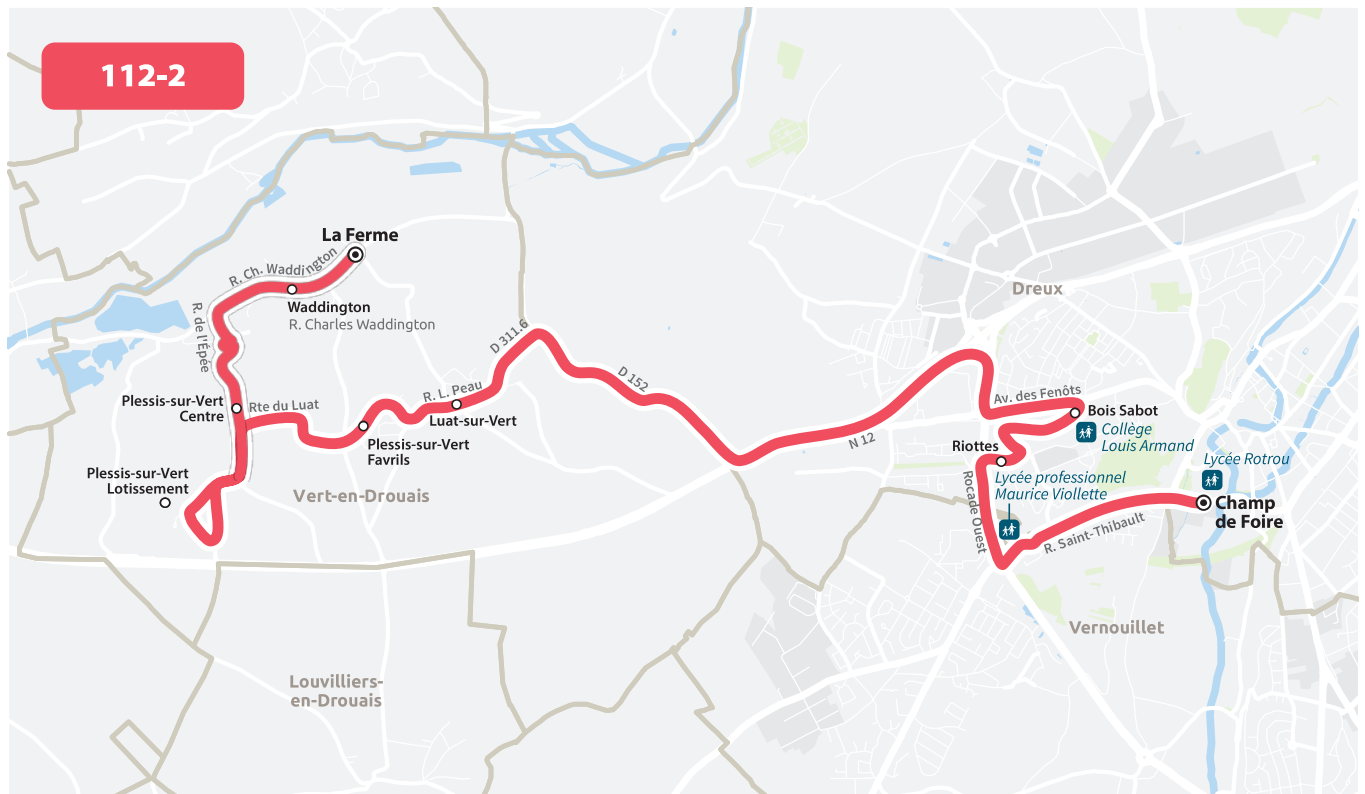 112-2
La Ferme
R. Ch. Waddington
Waddington
R. Charles Waddington
R. de l'Épée
Dreux
D 311.6
D 152
R. L. Peau
Luat-sur-Vert
Plessis-sur-Vert
Centre
Rte du Luat
Plessis-sur-Vert
Favrils
Av. des Fenôts
Bois Sabot
Collège
Louis Armand
N 12
Riottes
Lycée Rotrou
Plessis-sur-Vert
Lotissement
Vert-en-Drouais
Lycée professionnel
Maurice Viollette
Rocade Ouest
Champ
de Foire
R. Saint-Thibault
Vernouillet
Louvilliers-
en-Drouais